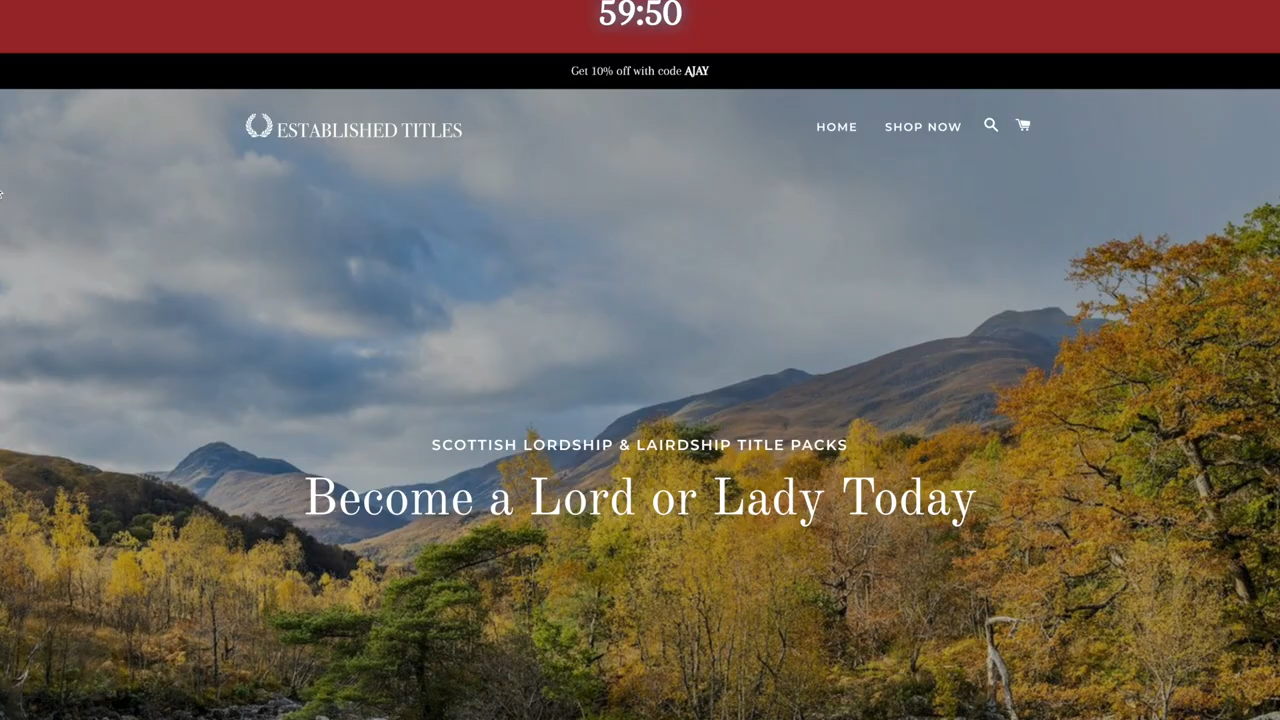 59:50
Get 10% off with code AJAY
ESTABLISHED TITLES
HOME SHOP NOW
SCOTTISH LORDSHIP & LAIRDSHIP TITLE PACKS
Become a Lord or Lady Today